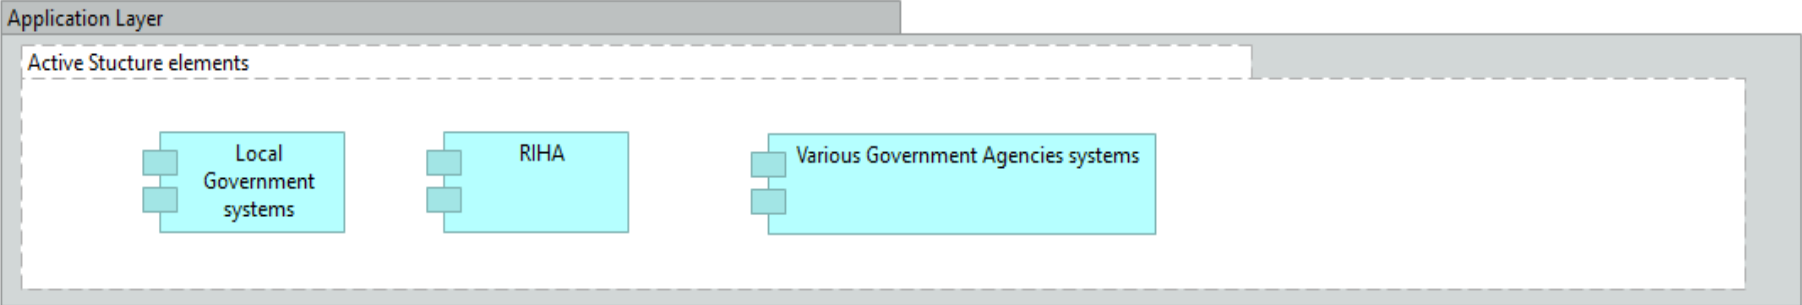 Application Layer
Active Stucture elements
Local
Government
systems
RIHA
Various Government Agencies systems